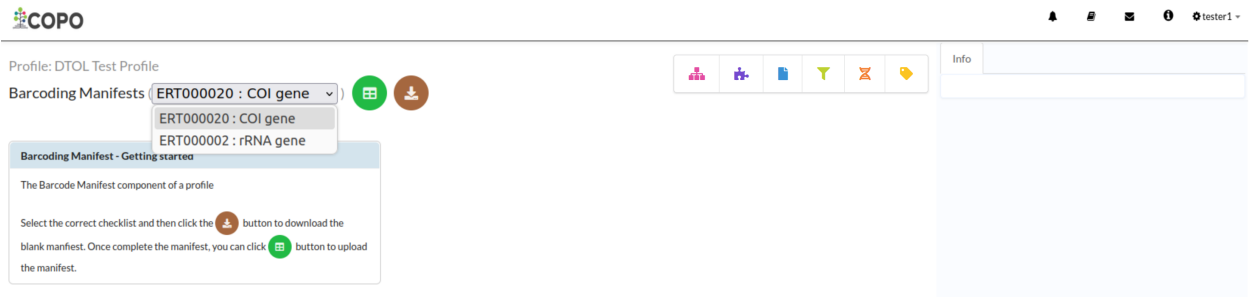 COPO
tester1
Profile: DTOL Test Profile
Info
Barcoding Manifests (ERT000020 : COI gene)
ERT000020 : COI gene
ERT000002 : rRNA gene
Barcoding Manifest - Getting started
The Barcode Manifest component of a profile
Select the correct checklist and then click the button to download the
blank manfiest. Once complete the manifest, you can click button to upload
the manifest.